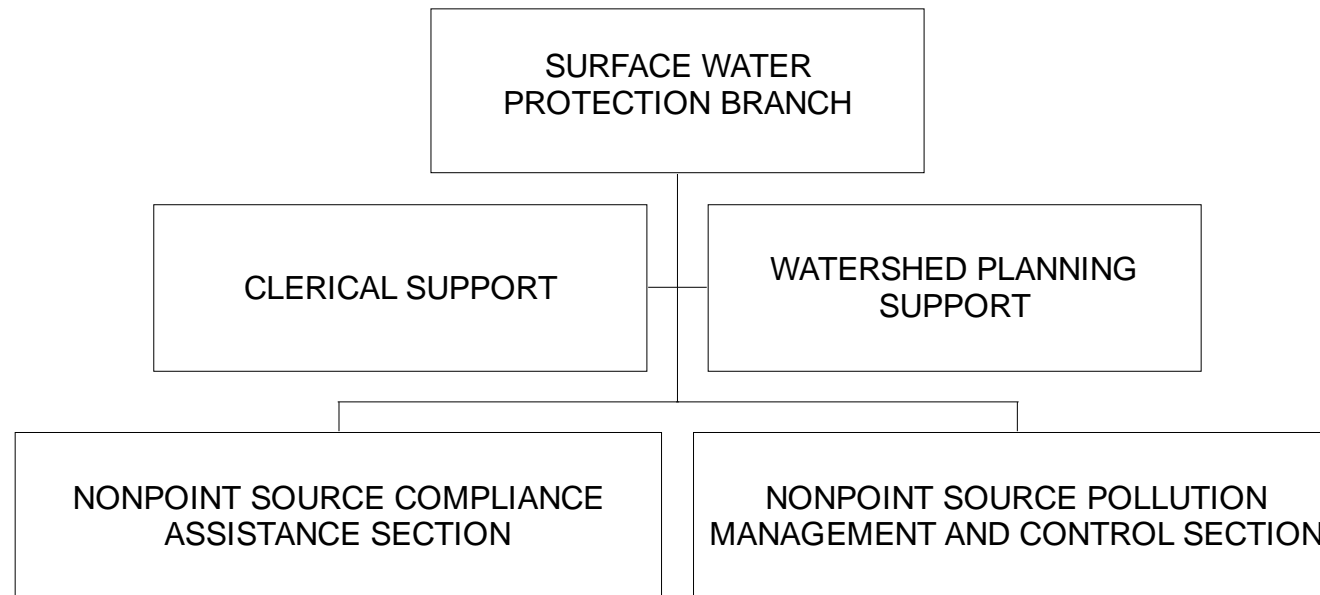 SURFACE WATER
PROTECTION BRANCH
CLERICAL SUPPORT
WATERSHED PLANNING
SUPPORT
NONPOINT SOURCE COMPLIANCE
ASSISTANCE SECTION
NONPOINT SOURCE POLLUTION
MANAGEMENT AND CONTROL SECTION